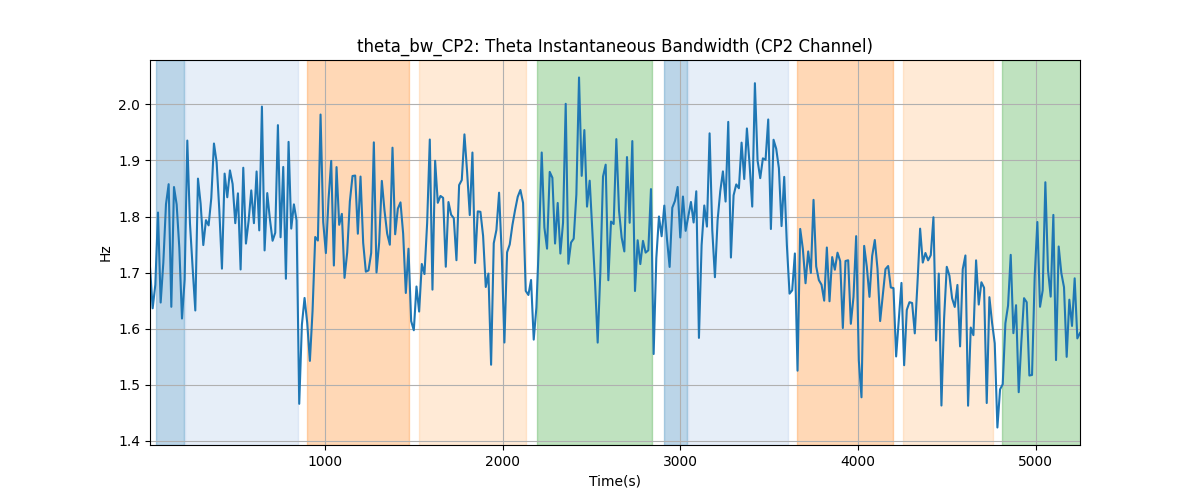 theta_bw_CP2: Theta Instantaneous Bandwidth (CP2 Channel)
Hz
2.0
1.9
1.8
1.7
1.6
1.5
1.4
1000 2000 3000 4000 5000
Time(s)